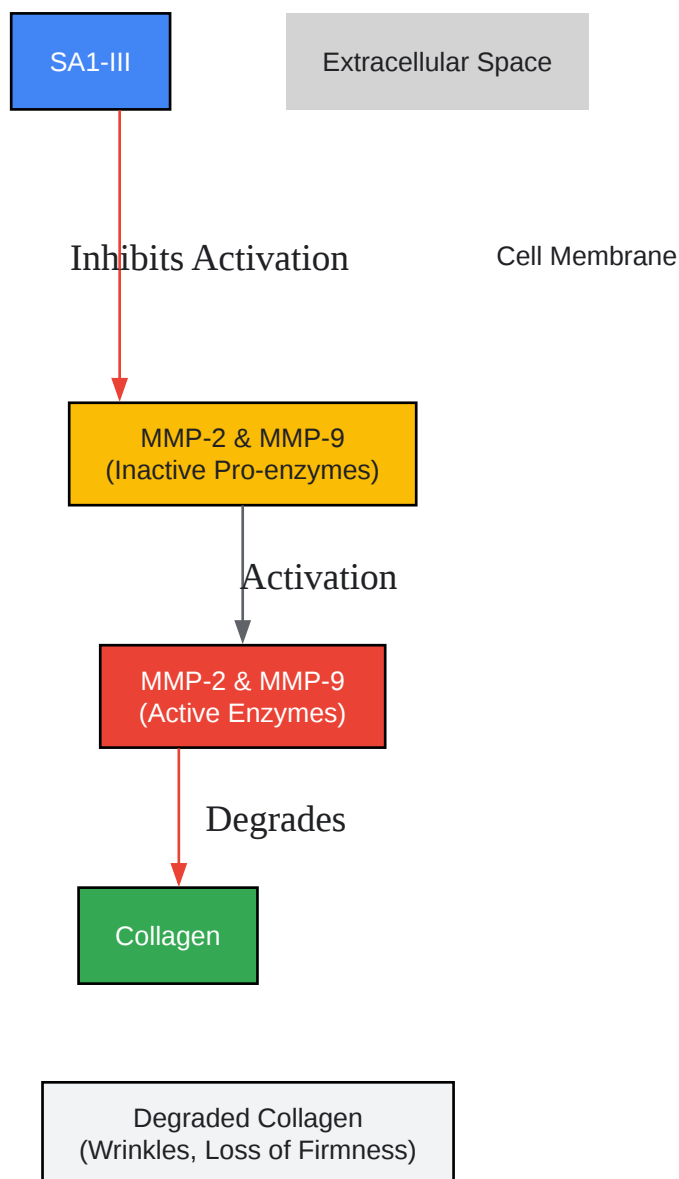 SA1-III
Extracellular Space
Inhibits Activation
Cell Membrane
MMP-2 & MMP-9
(Inactive Pro-enzymes)
Activation
MMP-2 & MMP-9
(Active Enzymes)
Degrades
Collagen
Degraded Collagen
(Wrinkles, Loss of Firmness)